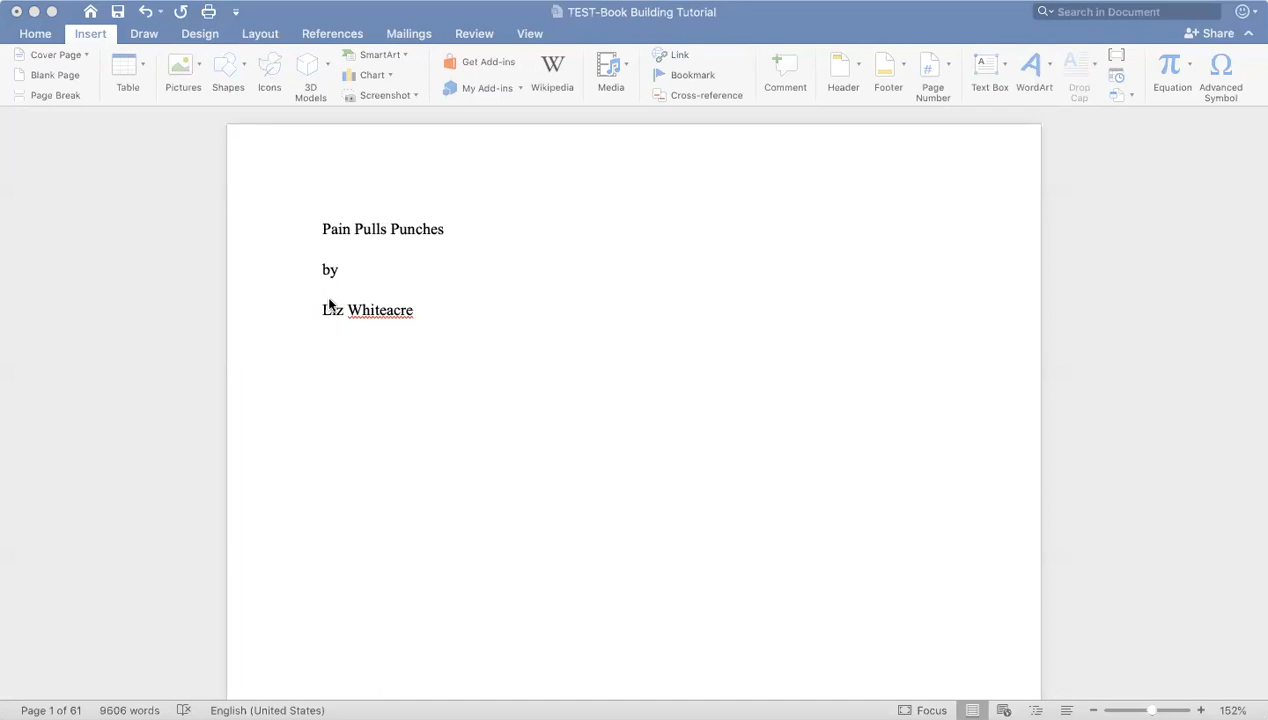 TEST-Book Building Tutorial
Search in Document
Home Insert Draw Design Layout References Mailings Review View Share
Cover Page
Blank Page
Page Break
Table
Pictures
Shapes
Icons
3D
Models
SmartArt
Chart
Screenshot
Get Add-ins
My Add-ins
W
Wikipedia
Media
Link
Bookmark
Cross-reference
Comment
Header
Footer
#
Page
Number
A
Text Box
A
WordArt
A
Drop
Cap
π
Equation
Ω
Advanced
Symbol
Pain Pulls Punches
by
Liz Whiteacre
Page 1 of 61 9606 words English (United States) Focus 152%